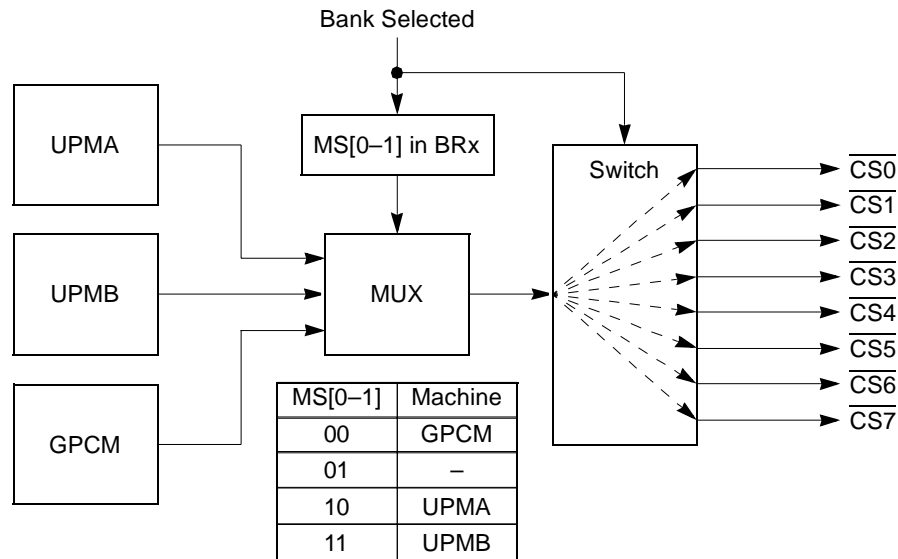 Bank Selected
UPMA
MS[0–1] in BRx
Switch
CS0
CS1
CS2
UPMB
MUX
CS3
CS4
CS5
CS6
CS7
GPCM
MS[0–1] Machine
00 GPCM
01 –
10 UPMA
11 UPMB